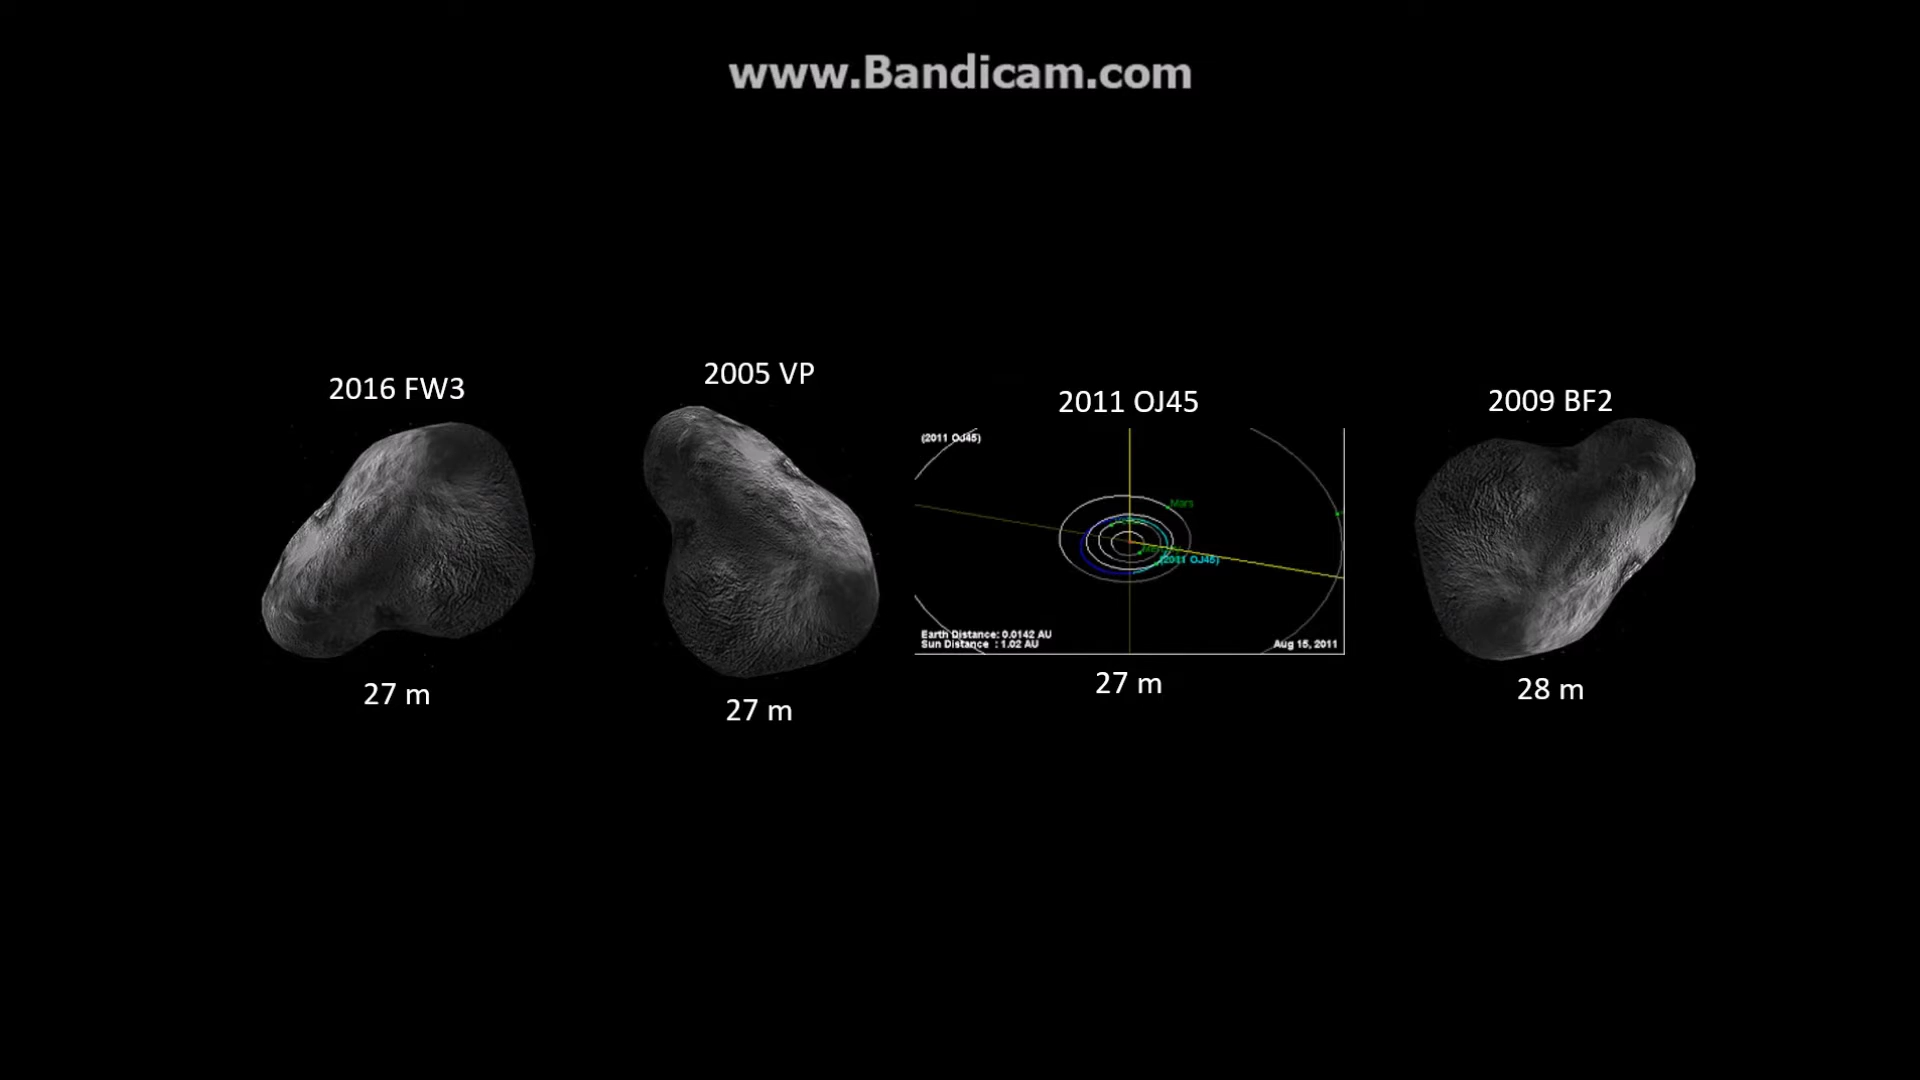 www.Bandicam.com
2016 FW3
27 m
2005 VP
27 m
2011 OJ45
(2011 OJ45)
Mars
(2011 OJ45)
Earth Distance: 0.0142 AU
Sun Distance : 1.02 AU
Aug 15, 2011
27 m
2009 BF2
28 m